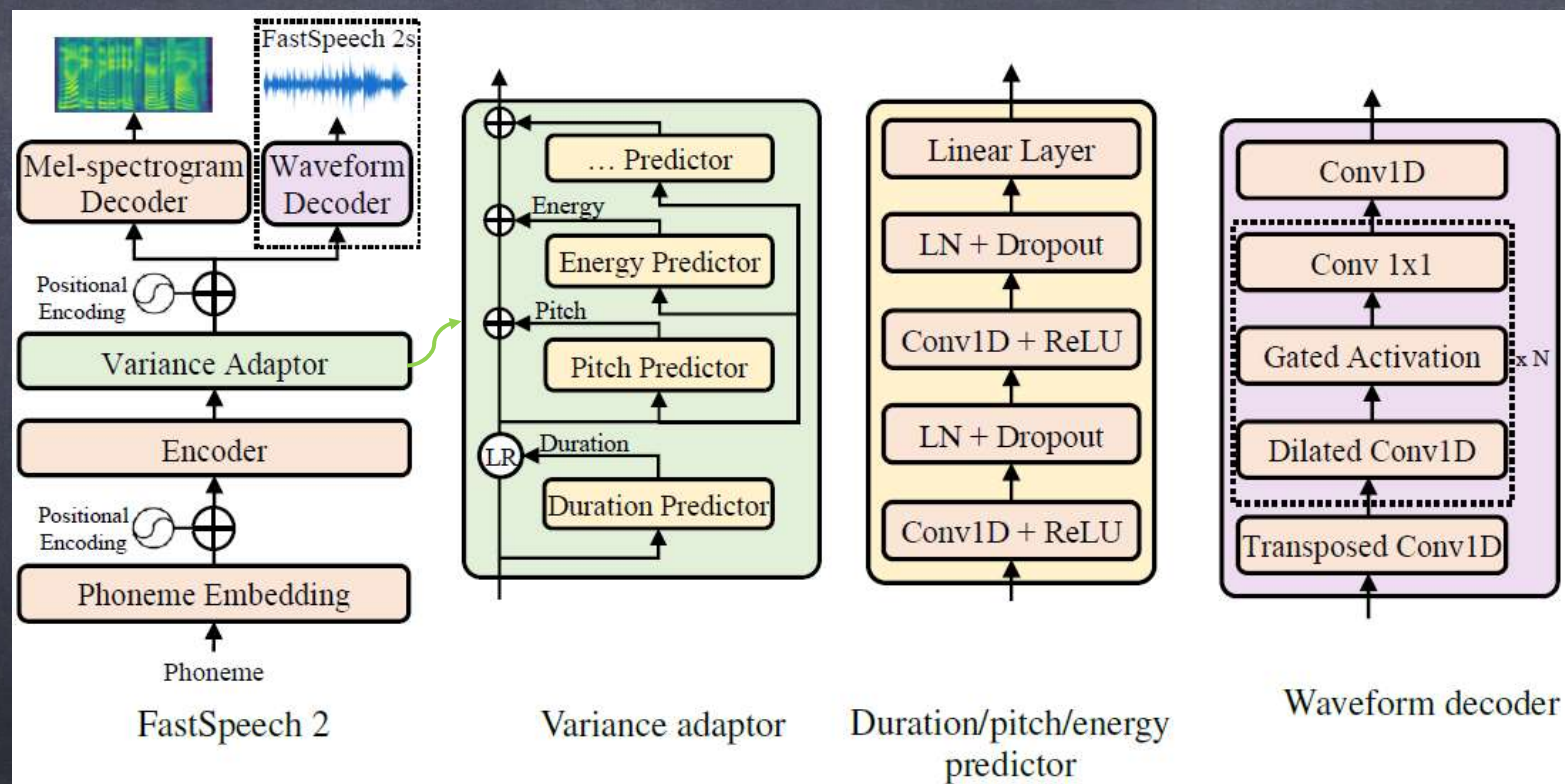 FastSpeech 2s
Mel-spectrogram
Decoder
Waveform
Decoder
Positional
Encoding
Variance Adaptor
Encoder
Positional
Encoding
Phoneme Embedding
Phoneme
FastSpeech 2
... Predictor
Energy
Energy Predictor
Pitch
Pitch Predictor
LR
Duration
Duration Predictor
Variance adaptor
Linear Layer
LN + Dropout
Conv1D + ReLU
LN + Dropout
Conv1D + ReLU
Duration/pitch/energy
predictor
Conv1D
Conv 1x1
Gated Activation
x N
Dilated Conv1D
Transposed Conv1D
Waveform decoder